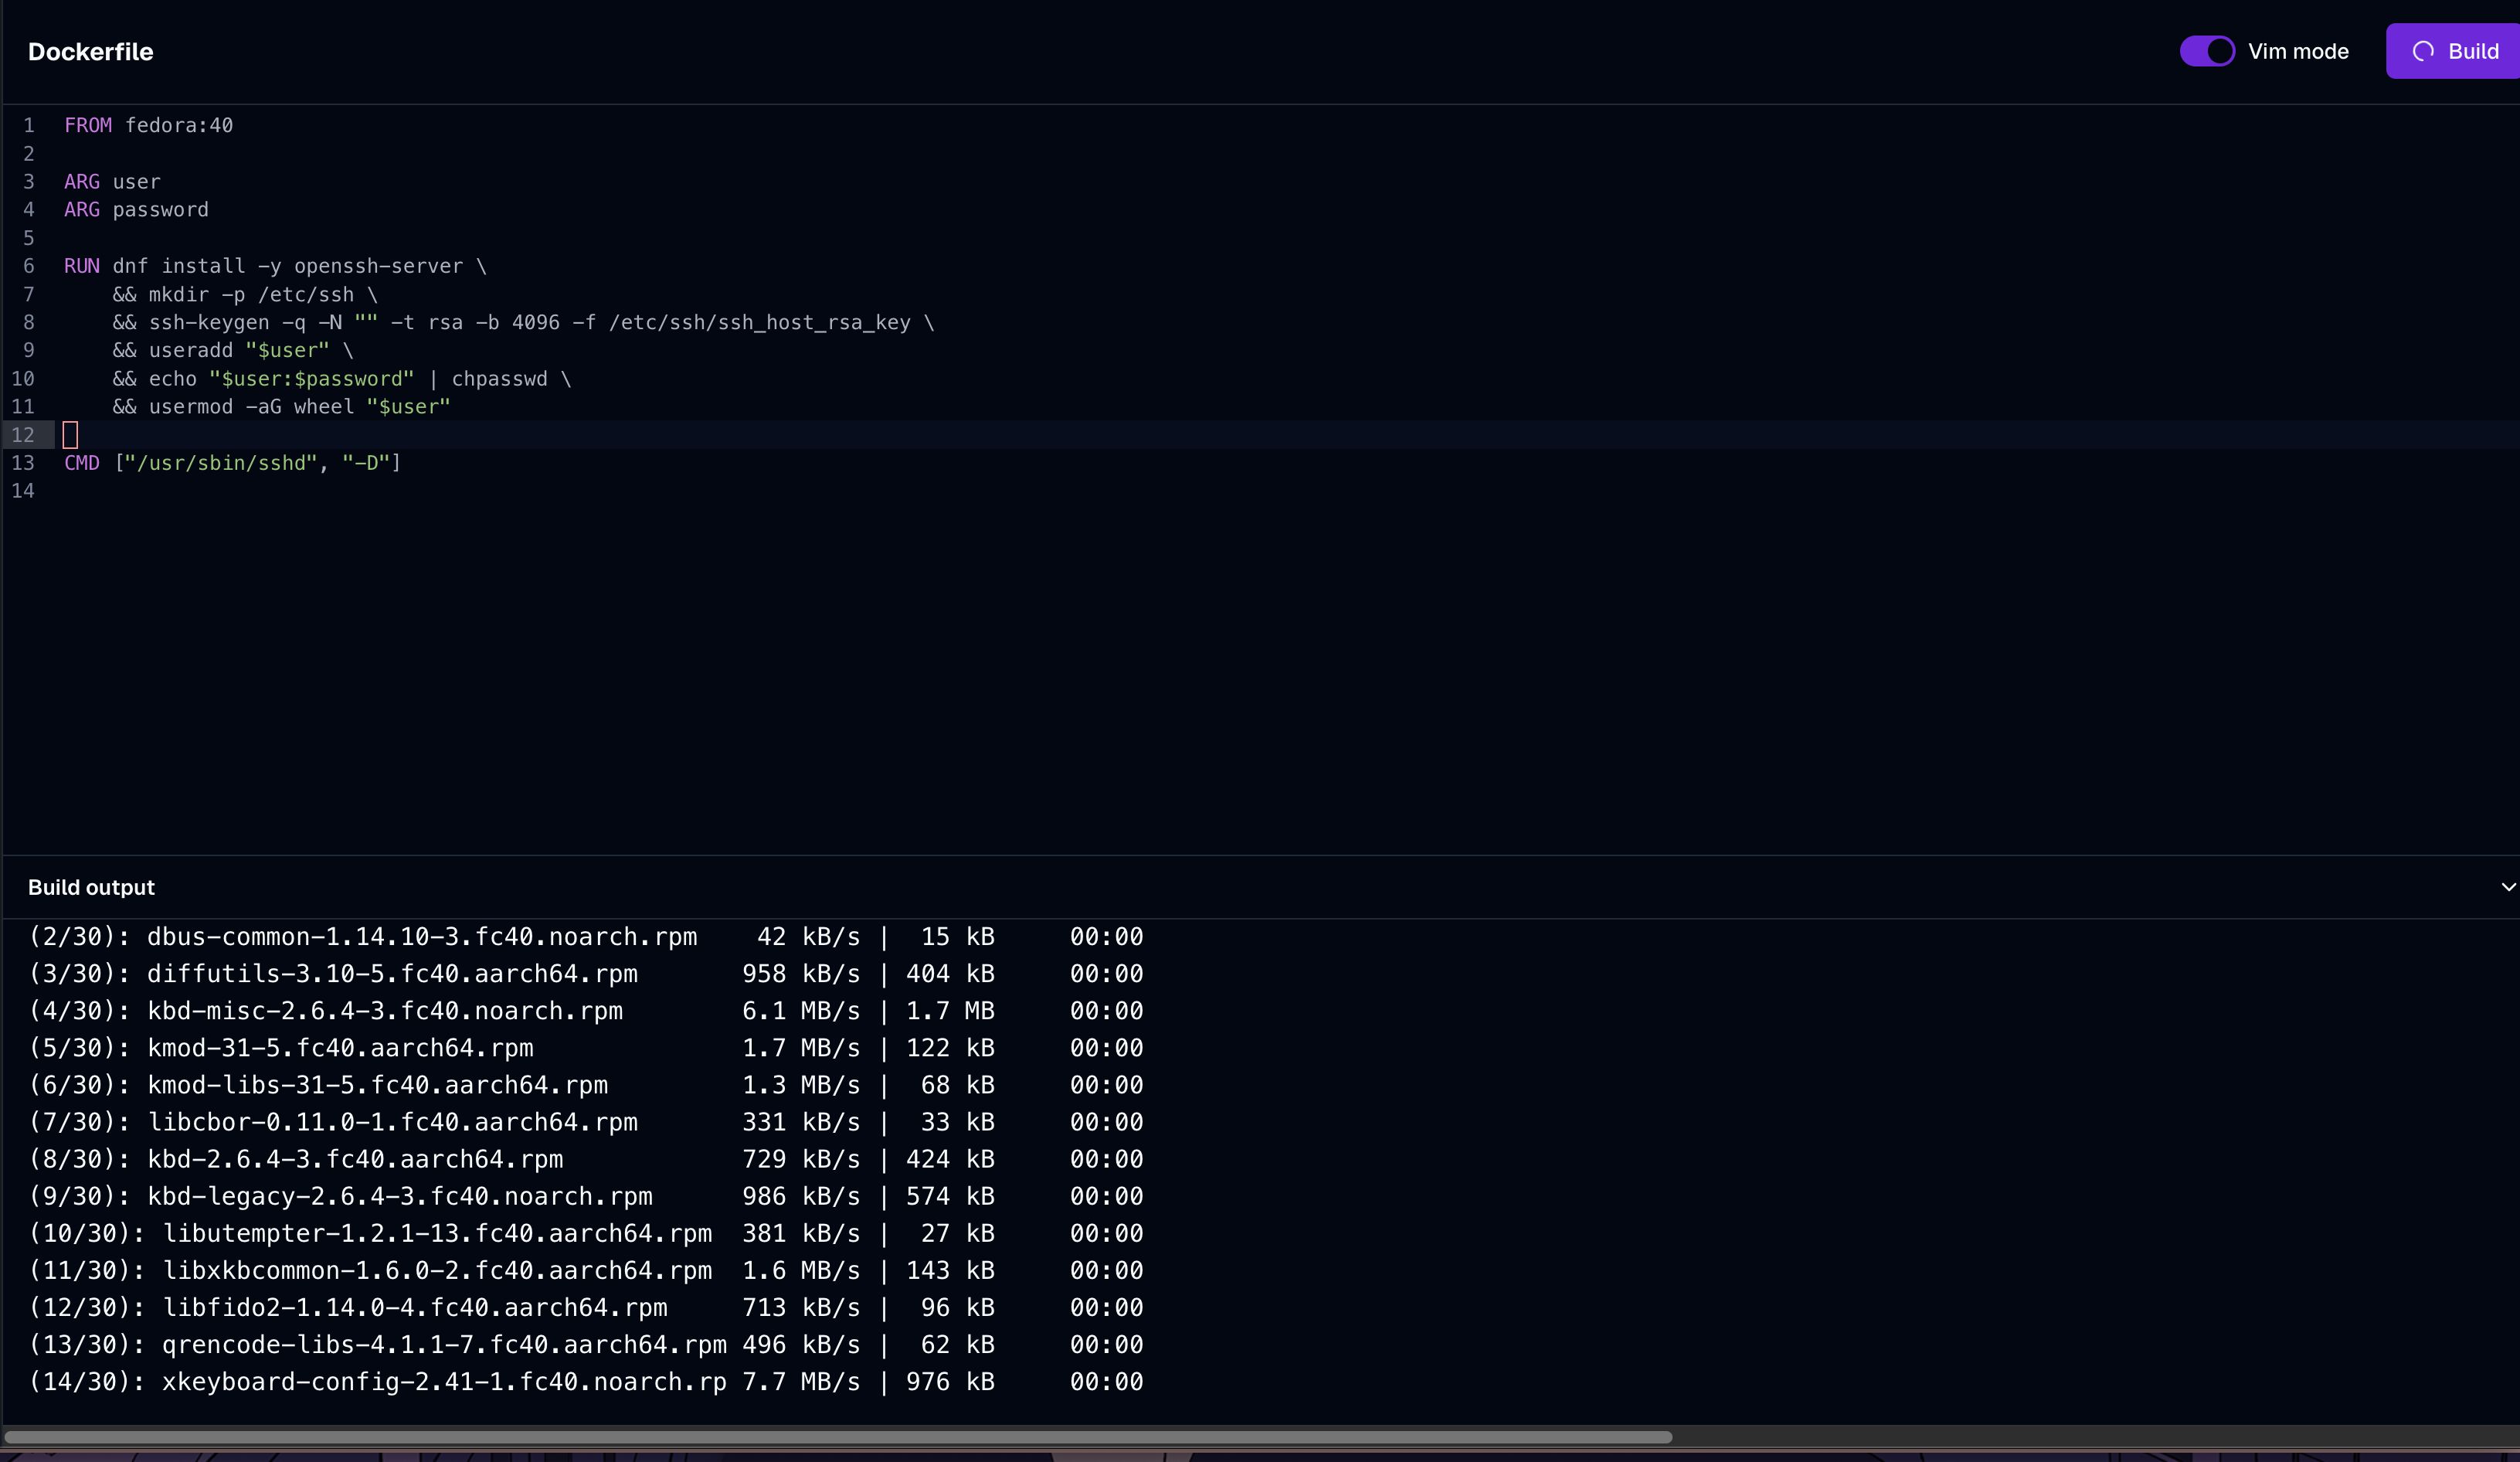 Dockerfile
Vim mode
Build
1 FROM fedora:40
2
3 ARG user
4 ARG password
5
6 RUN dnf install -y openssh-server \
7     && mkdir -p /etc/ssh \
8     && ssh-keygen -q -N "" -t rsa -b 4096 -f /etc/ssh/ssh_host_rsa_key \
9     && useradd "$user" \
10     && echo "$user:$password" | chpasswd \
11     && usermod -aG wheel "$user"
12
13 CMD ["/usr/sbin/sshd", "-D"]
14
Build output
(2/30): dbus-common-1.14.10-3.fc40.noarch.rpm    42 kB/s |  15 kB     00:00
(3/30): diffutils-3.10-5.fc40.aarch64.rpm       958 kB/s | 404 kB     00:00
(4/30): kbd-misc-2.6.4-3.fc40.noarch.rpm        6.1 MB/s | 1.7 MB     00:00
(5/30): kmod-31-5.fc40.aarch64.rpm              1.7 MB/s | 122 kB     00:00
(6/30): kmod-libs-31-5.fc40.aarch64.rpm         1.3 MB/s |  68 kB     00:00
(7/30): libcbor-0.11.0-1.fc40.aarch64.rpm       331 kB/s |  33 kB     00:00
(8/30): kbd-2.6.4-3.fc40.aarch64.rpm            729 kB/s | 424 kB     00:00
(9/30): kbd-legacy-2.6.4-3.fc40.noarch.rpm      986 kB/s | 574 kB     00:00
(10/30): libutempter-1.2.1-13.fc40.aarch64.rpm  381 kB/s |  27 kB     00:00
(11/30): libxkbcommon-1.6.0-2.fc40.aarch64.rpm  1.6 MB/s | 143 kB     00:00
(12/30): libfido2-1.14.0-4.fc40.aarch64.rpm     713 kB/s |  96 kB     00:00
(13/30): qrencode-libs-4.1.1-7.fc40.aarch64.rpm 496 kB/s |  62 kB     00:00
(14/30): xkeyboard-config-2.41-1.fc40.noarch.rp 7.7 MB/s | 976 kB     00:00